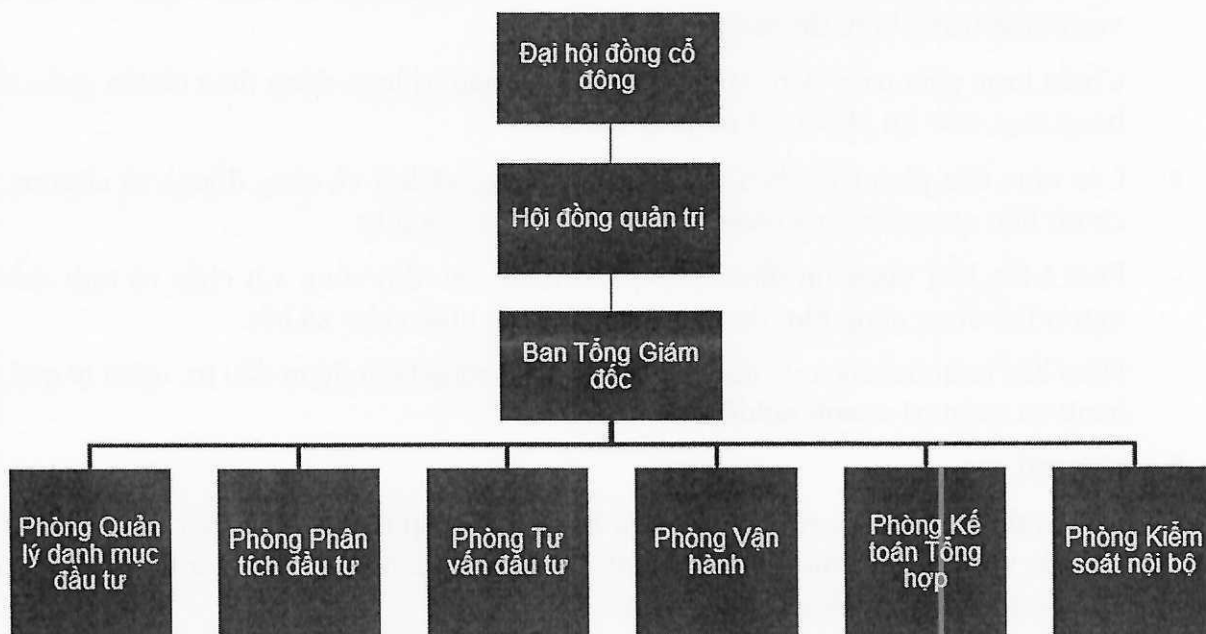 Đại hội đồng cổ
đông
Hội đồng quản trị
Ban Tổng Giám
đốc
Phòng Quản
lý danh mục
đầu tư
Phòng Phân
tích đầu tư
Phòng Tư
vấn đầu tư
Phòng Vận
hành
Phòng Kế
toán Tổng
hợp
Phòng Kiểm
soát nội bộ